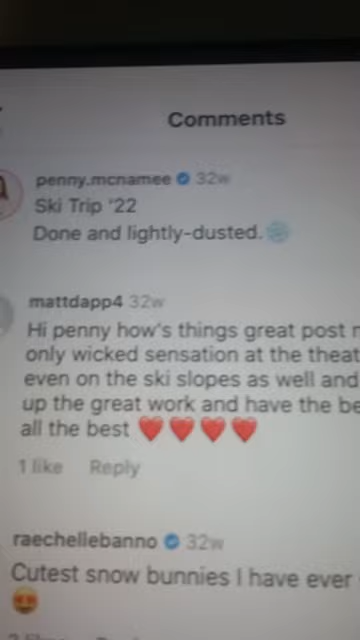 Comments
penny.mcnamee 32w
Ski Trip '22
Done and lightly-dusted.
mattdapp4 32w
Hi penny how's things great post
only wicked sensation at the
even on the ski slopes as well and
up the great work and have the
all the best ❤️❤️❤️❤️
1 like Reply
raechellebanno 32w
Cutest snow bunnies I have ever
🤩